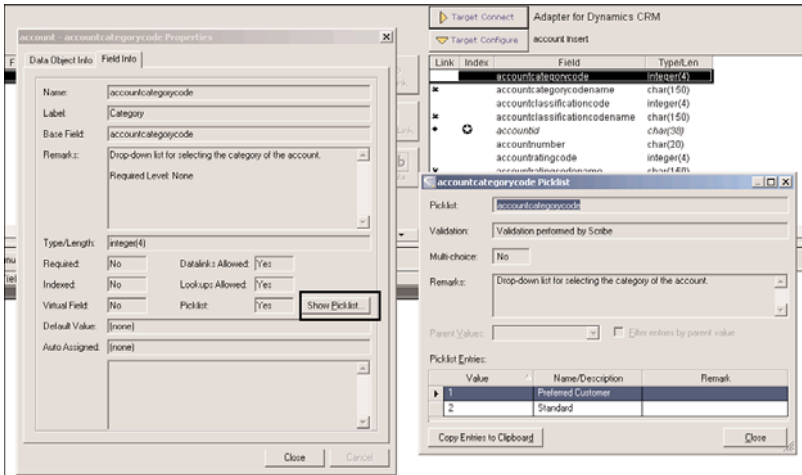 account - accountcategorycode Properties
Data Object Info Field Info
Name: accountcategorycode
Label: Category
Base Field: accountcategorycode
Remarks: Drop-down list for selecting the category of the account.
Required Level: None
Type/Length: integer(4)
Required: No Datalinks Allowed: Yes
Indexed: No Lookups Allowed: Yes
Virtual Field: No Picklist: Yes Show Picklist...
Default Value: (none)
Auto Assigned: (none)
Close Cancel
Target Connect Adapter for Dynamics CRM
Target Configure account Insert
Link Index Field Type/Len
accountcategorycode integer(4)
accountcategorycodename char(150)
accountclassificationcode integer(4)
accountclassificationcodename char(150)
accountid char(38)
accountnumber char(20)
accountratingcode integer(4)
accountratingcodename char(150)
accountcategorycode Picklist
Picklist: accountcategorycode
Validation: Validation performed by Scribe
Multi-choice: No
Remarks: Drop-down list for selecting the category of the account.
Parent Values: Filter entries by parent value
Picklist Entries:
Value Name/Description Remark
1 Preferred Customer
2 Standard
Copy Entries to Clipboard Close